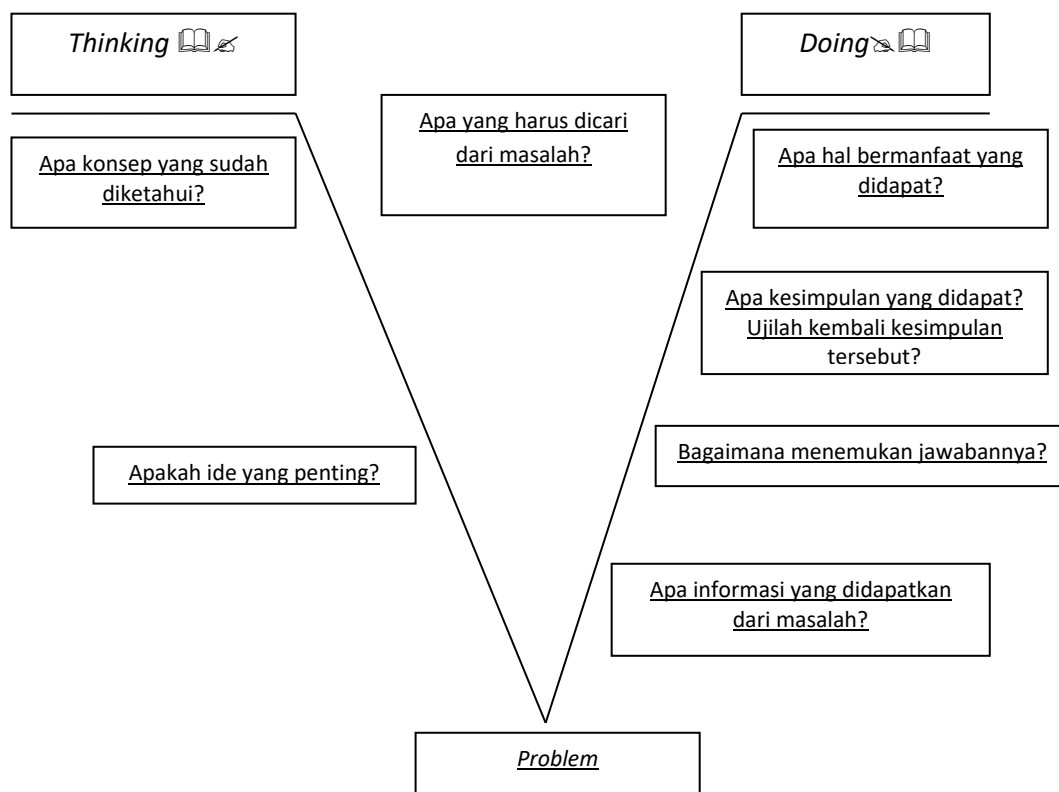 Thinking 🕮✍
Doing✍🕮
Apa yang harus dicari
dari masalah?
Apa konsep yang sudah
diketahui?
Apa hal bermanfaat yang
didapat?
Apa kesimpulan yang didapat?
Ujilah kembali kesimpulan
tersebut?
Apakah ide yang penting?
Bagaimana menemukan jawabannya?
Apa informasi yang didapatkan
dari masalah?
Problem